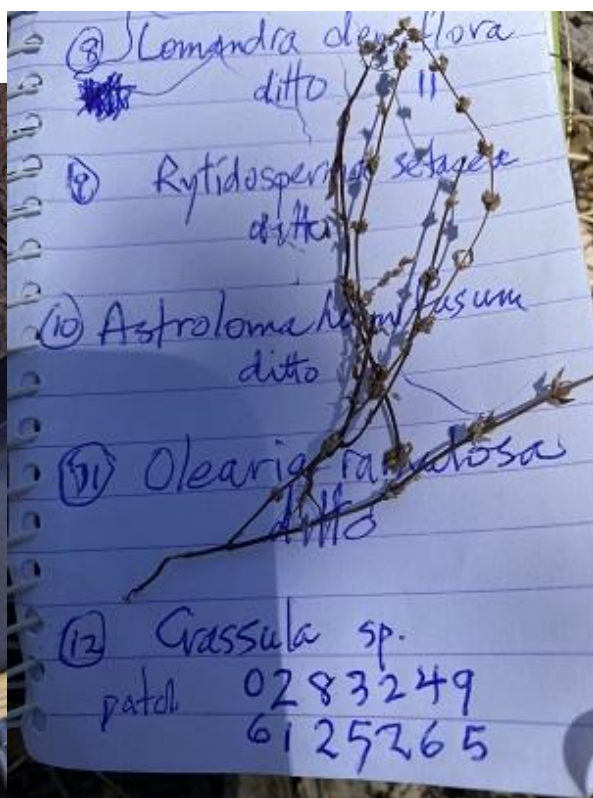 ⑧ Lomandra densiflora
ditto 11
⑨ Rytidosperma setacea
ditto
⑩ Astroloma humifusum
ditto
⑪ Olearia ramulosa
ditto
⑫ Crassula sp.
patch 0283249
6125265